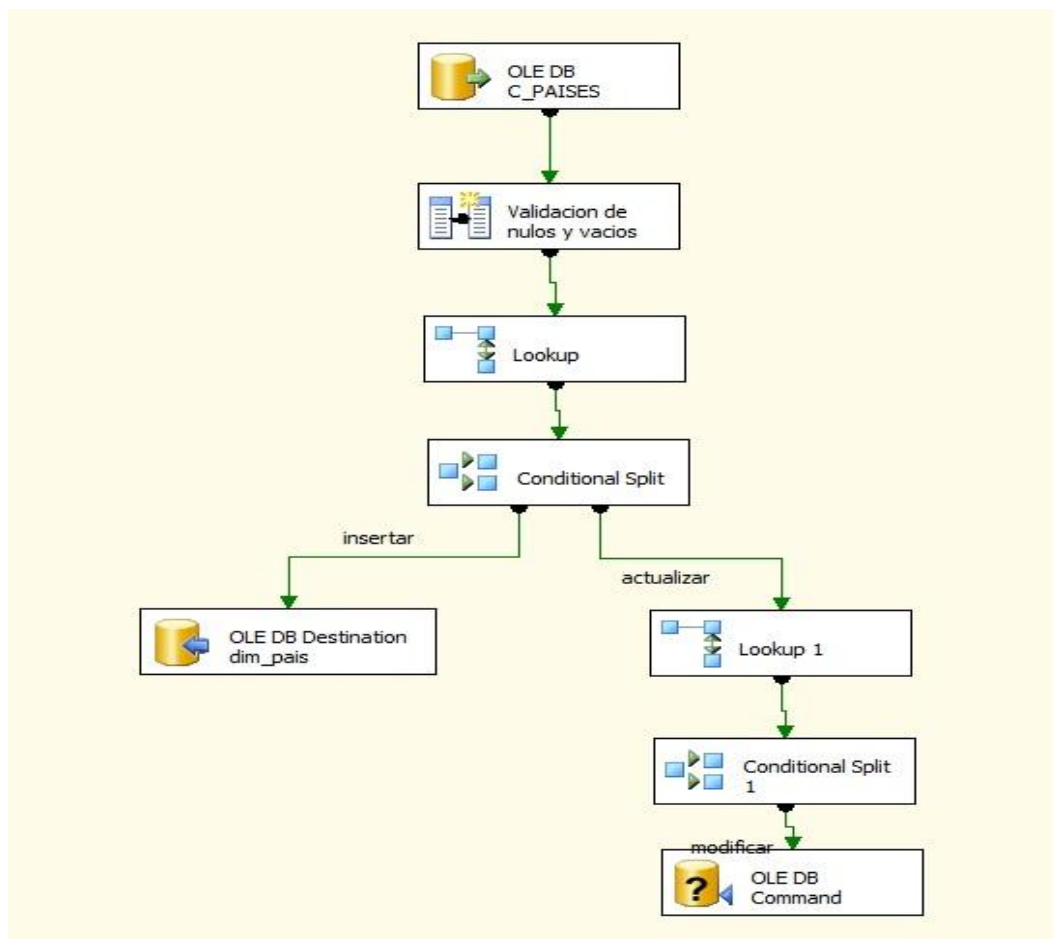 OLE DB
C_PAISES
Validacion de
nulos y vacios
Lookup
Conditional Split
insertar
actualizar
OLE DB Destination
dim_pais
Lookup 1
Conditional Split
1
modificar
OLE DB
Command